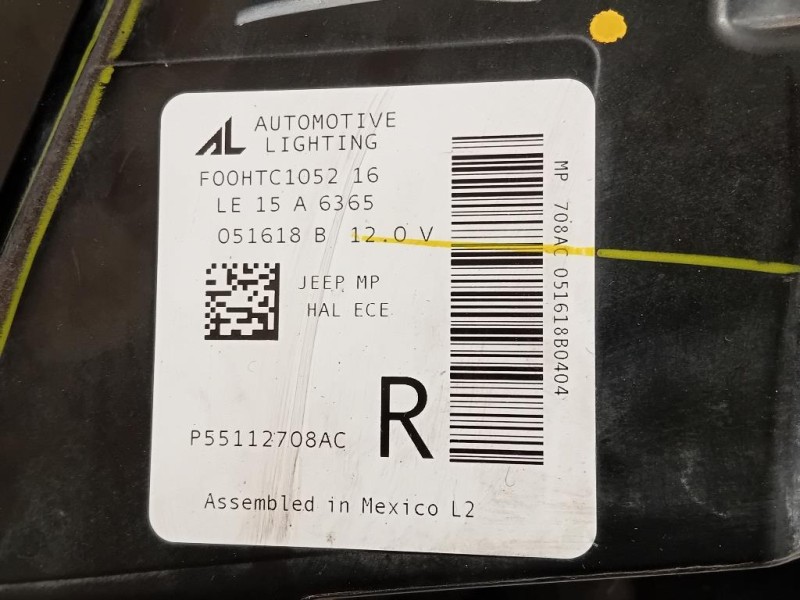 AL AUTOMOTIVE
LIGHTING
F00HTC1052 16
LE 15 A 6365
051618 B 12.0 V
JEEP MP
HAL ECE
R
P55112708AC
Assembled in Mexico L2
MP 708AC 051618B0404